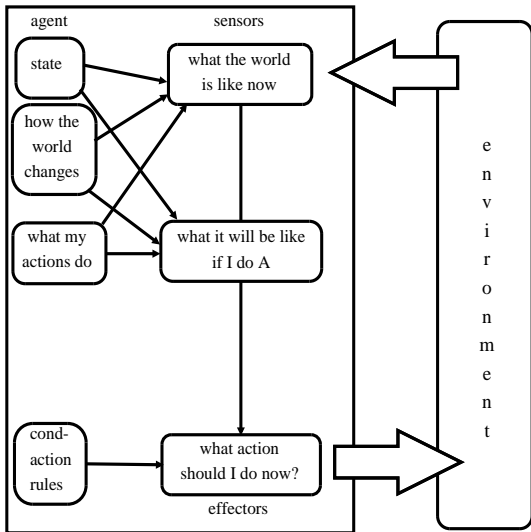 agent
sensors
state
what the world
is like now
how the
world
changes
what my
actions do
what it will be like
if I do A
cond-
action
rules
what action
should I do now?
effectors
environment